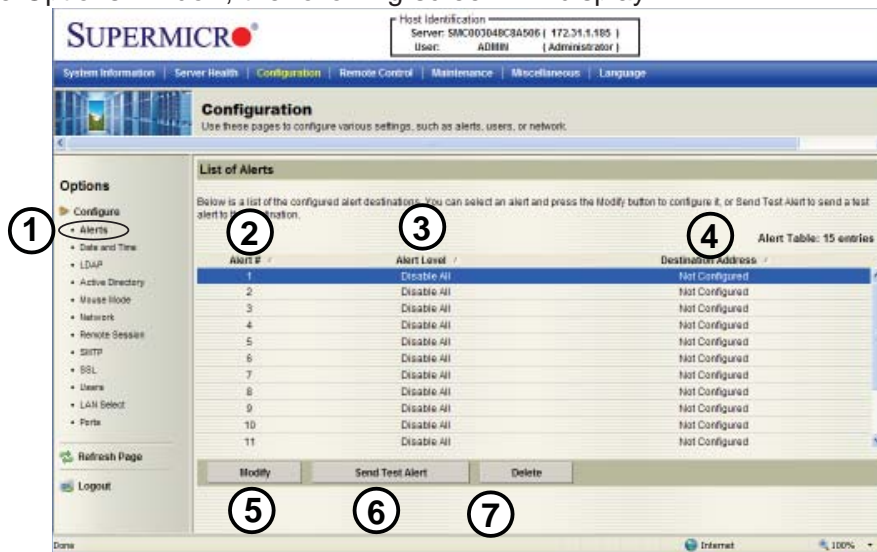 Options
the following screen will display
SUPERMICR
Host Identification
Server: SMC003048C8A506 ( 172.31.1.185 )
User: ADMIN ( Administrator )
System Information | Server Health | Configuration | Remote Control | Maintenance | Miscellaneous | Language
Configuration
Use these pages to configure various settings, such as alerts, users, or network.
Options
Configure
1
• Alerts
• Date and Time
• LDAP
• Active Directory
• Mouse Mode
• Network
• Remote Session
• SMTP
• SSL
• Users
• LAN Select
• Ports
Refresh Page
Logout
List of Alerts
Below is a list of the configured alert destinations. You can select an alert and press the Modify button to configure it, or Send Test Alert to send a test
alert to the destination.
2 3 4
Alert Table: 15 entries
Alert # Alert Level Destination Address
1 Disable All Not Configured
2 Disable All Not Configured
3 Disable All Not Configured
4 Disable All Not Configured
5 Disable All Not Configured
6 Disable All Not Configured
7 Disable All Not Configured
8 Disable All Not Configured
9 Disable All Not Configured
10 Disable All Not Configured
11 Disable All Not Configured
Modify Send Test Alert Delete
5 6 7
Done Internet 100%